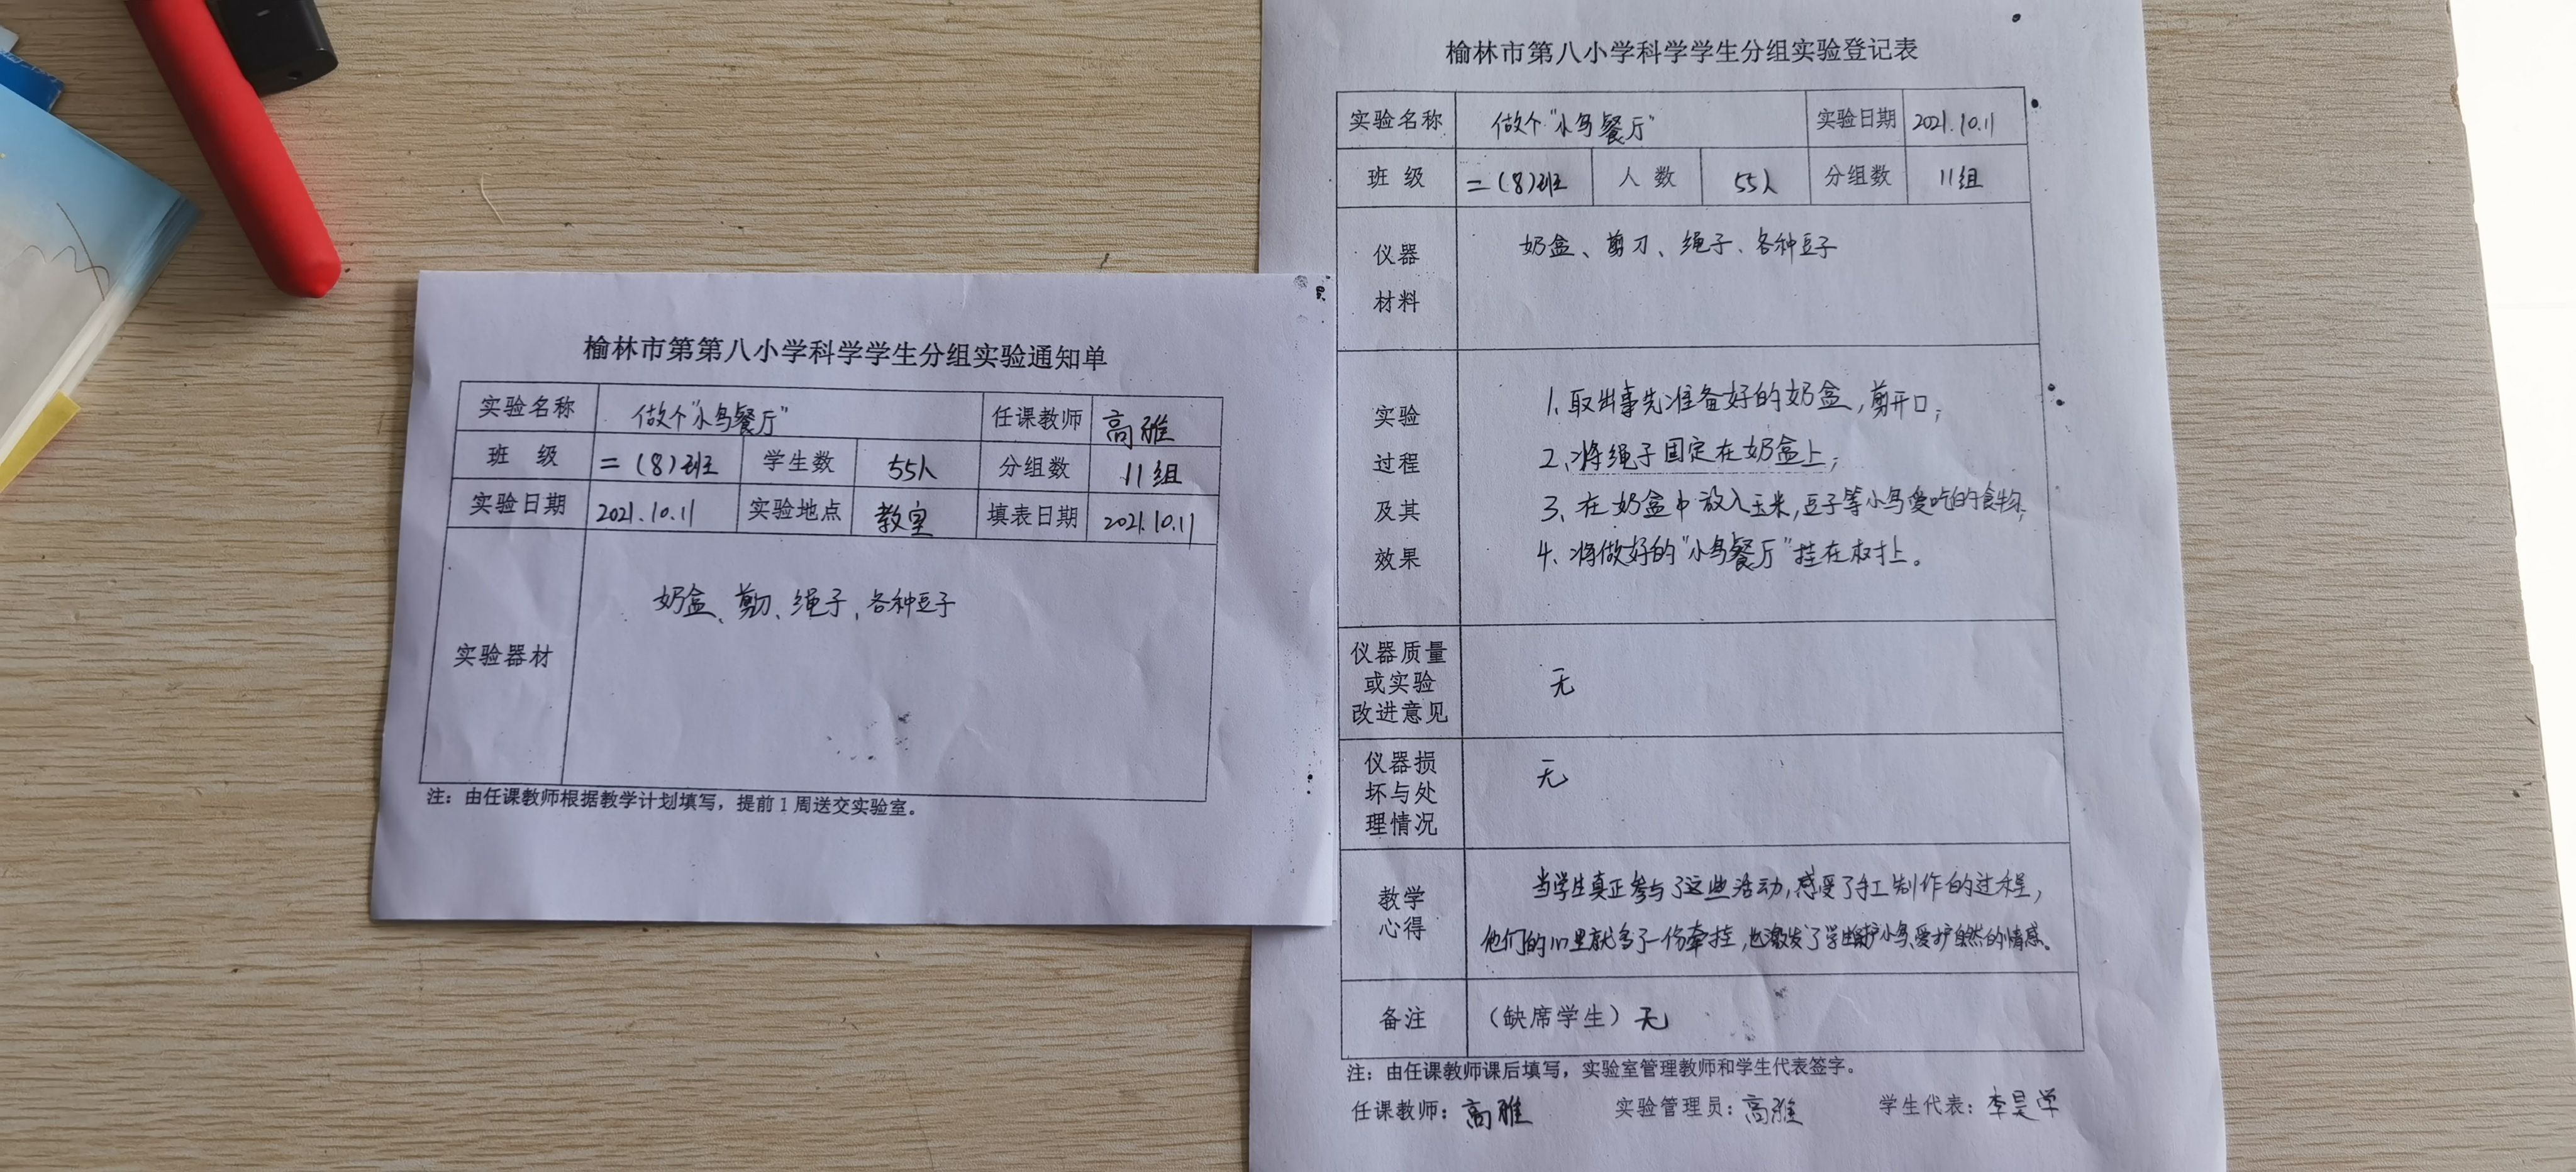 榆林市第第八小学科学学生分组实验通知单
实验名称 做个“小鸟餐厅” 任课教师 高雅
班 级 二(8)班 学生数 55人 分组数 11组
实验日期 2021.10.11 实验地点 教室 填表日期 2021.10.11
实验器材 奶盒、剪刀、绳子、各种豆子
注：由任课教师根据教学计划填写，提前1周送交实验室。
榆林市第八小学科学学生分组实验登记表
实验名称 做个“小鸟餐厅” 实验日期 2021.10.11
班 级 二(8)班 人 数 55人 分组数 11组
仪器
材料
奶盒、剪刀、绳子、各种豆子
实验
过程
及其
效果
1、取出事先准备好的奶盒，剪开口；
2、将绳子固定在奶盒上；
3、在奶盒中放入玉米，豆子等小鸟爱吃的食物；
4、将做好的“小鸟餐厅”挂在树上。
仪器质量
或实验
改进意见
无
仪器损
坏与处
理情况
无
教学
心得
当学生真正参与了这些活动，感受了手工制作的过程，
他们的心里就多了一份牵挂，也激发了学生爱护小鸟、爱护自然的情感。
备注 （缺席学生）无
注：由任课教师课后填写，实验室管理教师和学生代表签字。
任课教师：高雅 实验管理员：高雅 学生代表：李昊